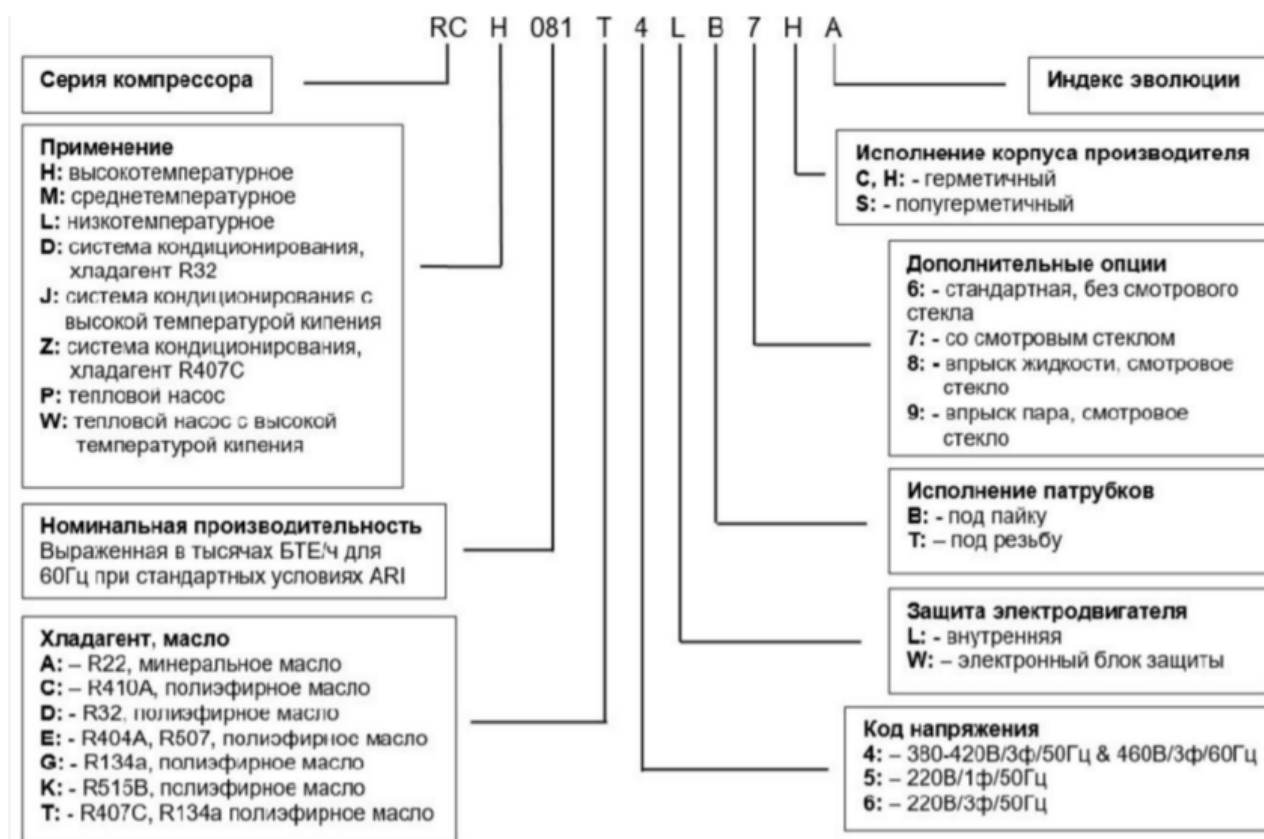 RC H 081 T 4 L B 7 H A
Серия компрессора
Применение
H: высокотемпературное
M: среднетемпературное
L: низкотемпературное
D: система кондиционирования,
хладагент R32
J: система кондиционирования с
высокой температурой кипения
Z: система кондиционирования,
хладагент R407C
P: тепловой насос
W: тепловой насос с высокой
температурой кипения
Номинальная производительность
Выраженная в тысячах БТЕ/ч для
60Гц при стандартных условиях ARI
Хладагент, масло
A: – R22, минеральное масло
C: – R410A, полиэфирное масло
D: - R32, полиэфирное масло
E: - R404A, R507, полиэфирное масло
G: - R134a, полиэфирное масло
K: - R515B, полиэфирное масло
T: - R407C, R134a полиэфирное масло
Индекс эволюции
Исполнение корпуса производителя
C, H: - герметичный
S: - полугерметичный
Дополнительные опции
6: - стандартная, без смотрового
стекла
7: - со смотровым стеклом
8: - впрыск жидкости, смотровое
стекло
9: - впрыск пара, смотровое
стекло
Исполнение патрубков
B: - под пайку
T: – под резьбу
Защита электродвигателя
L: - внутренняя
W: – электронный блок защиты
Код напряжения
4: – 380-420В/3ф/50Гц & 460В/3ф/60Гц
5: – 220В/1ф/50Гц
6: – 220В/3ф/50Гц